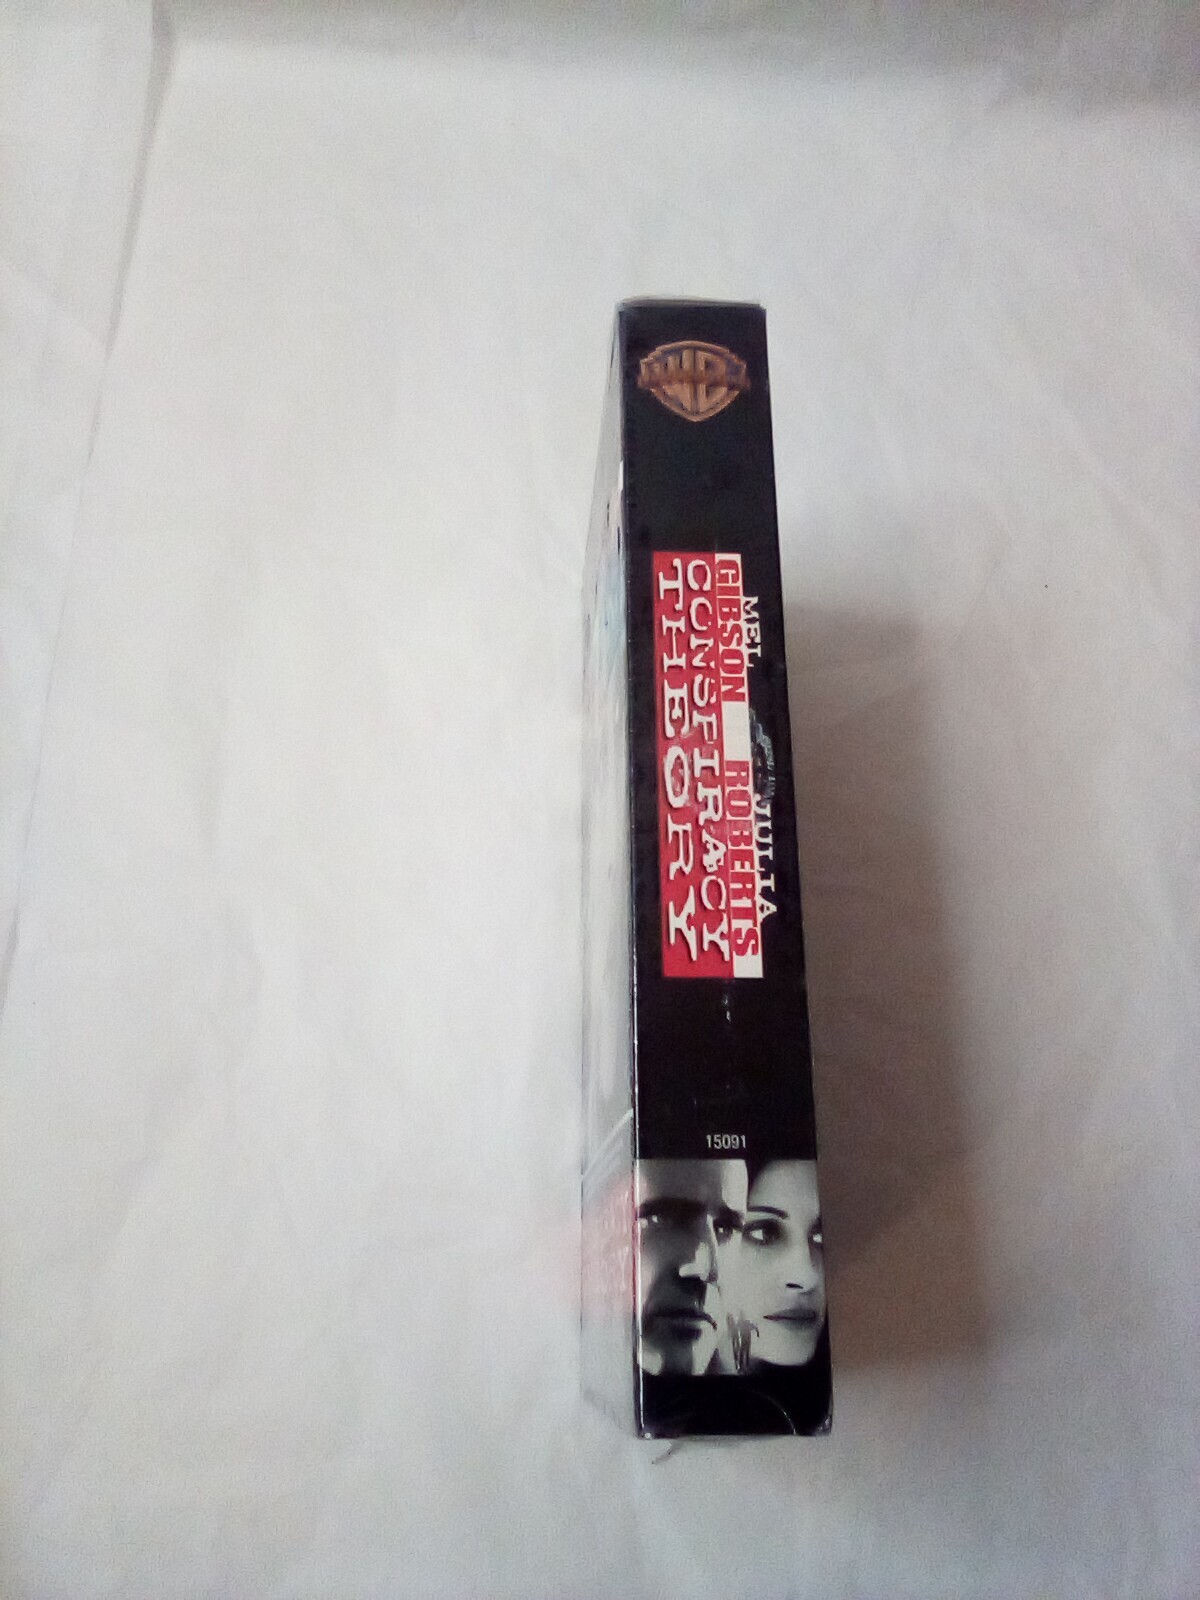 WB
MEL JULIA
GIBSON ROBERTS
CONSPIRACY
THEORY
15091